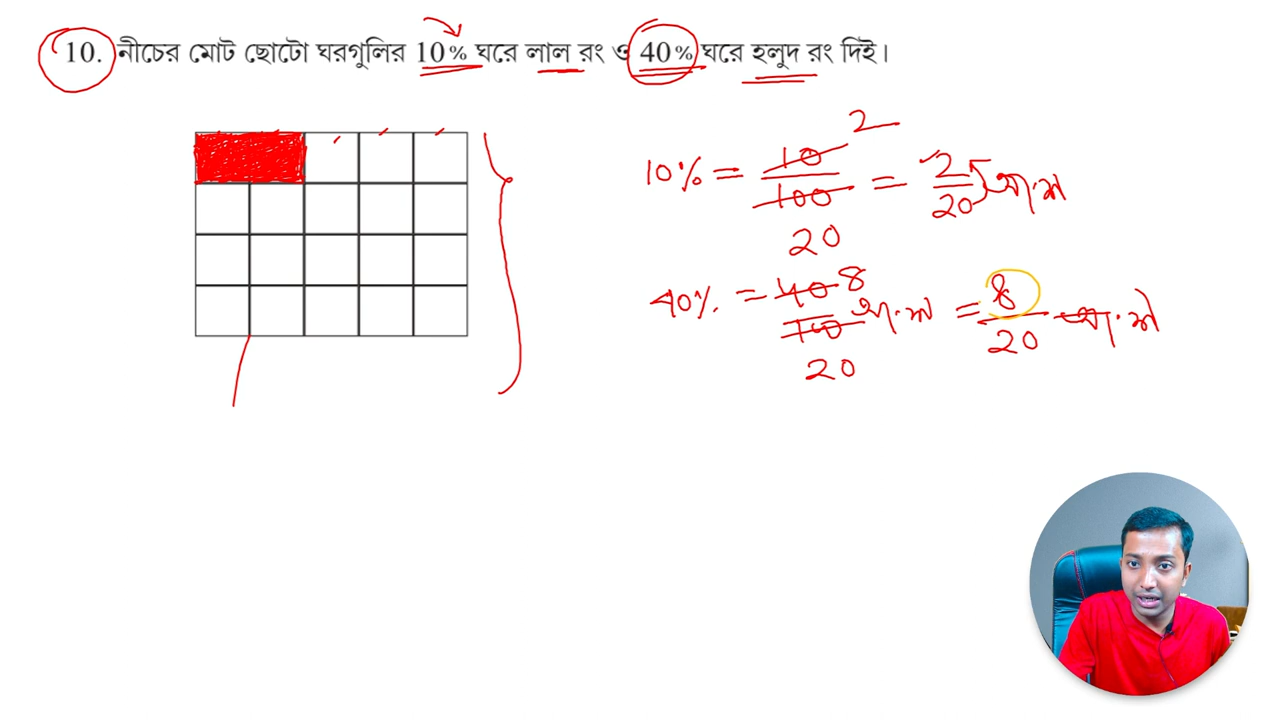 10. নীচের মোট ছোটো ঘরগুলির 10% ঘরে লাল রং ও 40% ঘরে হলুদ রং দিই।
10% = 10/100 = 2/20 অংশ
2
20
40% = 40/100 অংশ = 8/20 অংশ
8
20